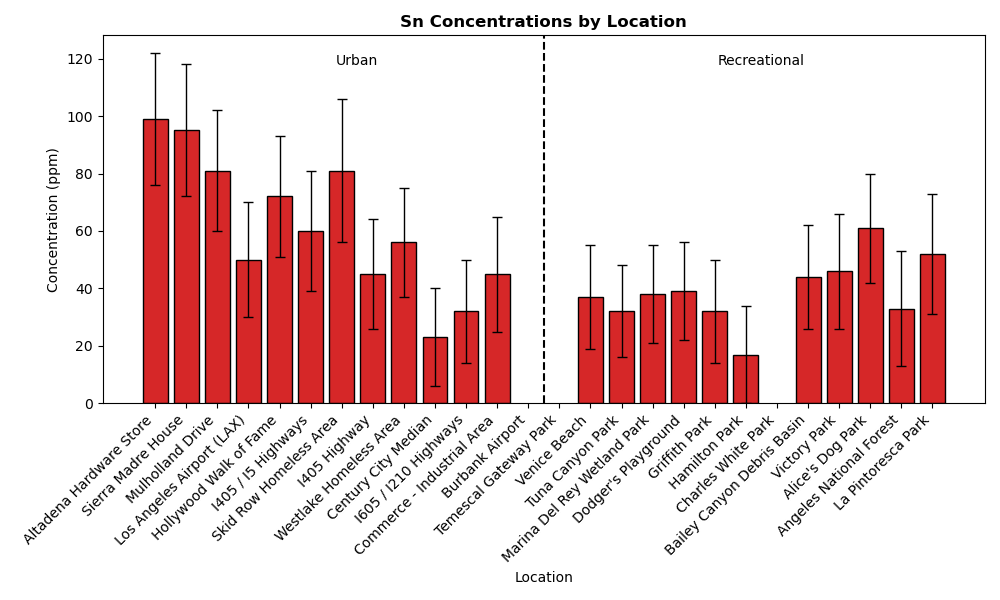 Sn Concentrations by Location
Urban
Recreational
Concentration (ppm)
120
100
80
60
40
20
0
Altadena Hardware Store
Sierra Madre House
Mulholland Drive
Los Angeles Airport (LAX)
Hollywood Walk of Fame
I405 / I5 Highways
Skid Row Homeless Area
I405 Highway
Westlake Homeless Area
Century City Median
I605 / I210 Highways
Commerce - Industrial Area
Burbank Airport
Temescal Gateway Park
Venice Beach
Tuna Canyon Park
Marina Del Rey Wetland Park
Dodger's Playground
Griffith Park
Hamilton Park
Charles White Park
Bailey Canyon Debris Basin
Victory Park
Alice's Dog Park
Angeles National Forest
La Pintoresca Park
Location